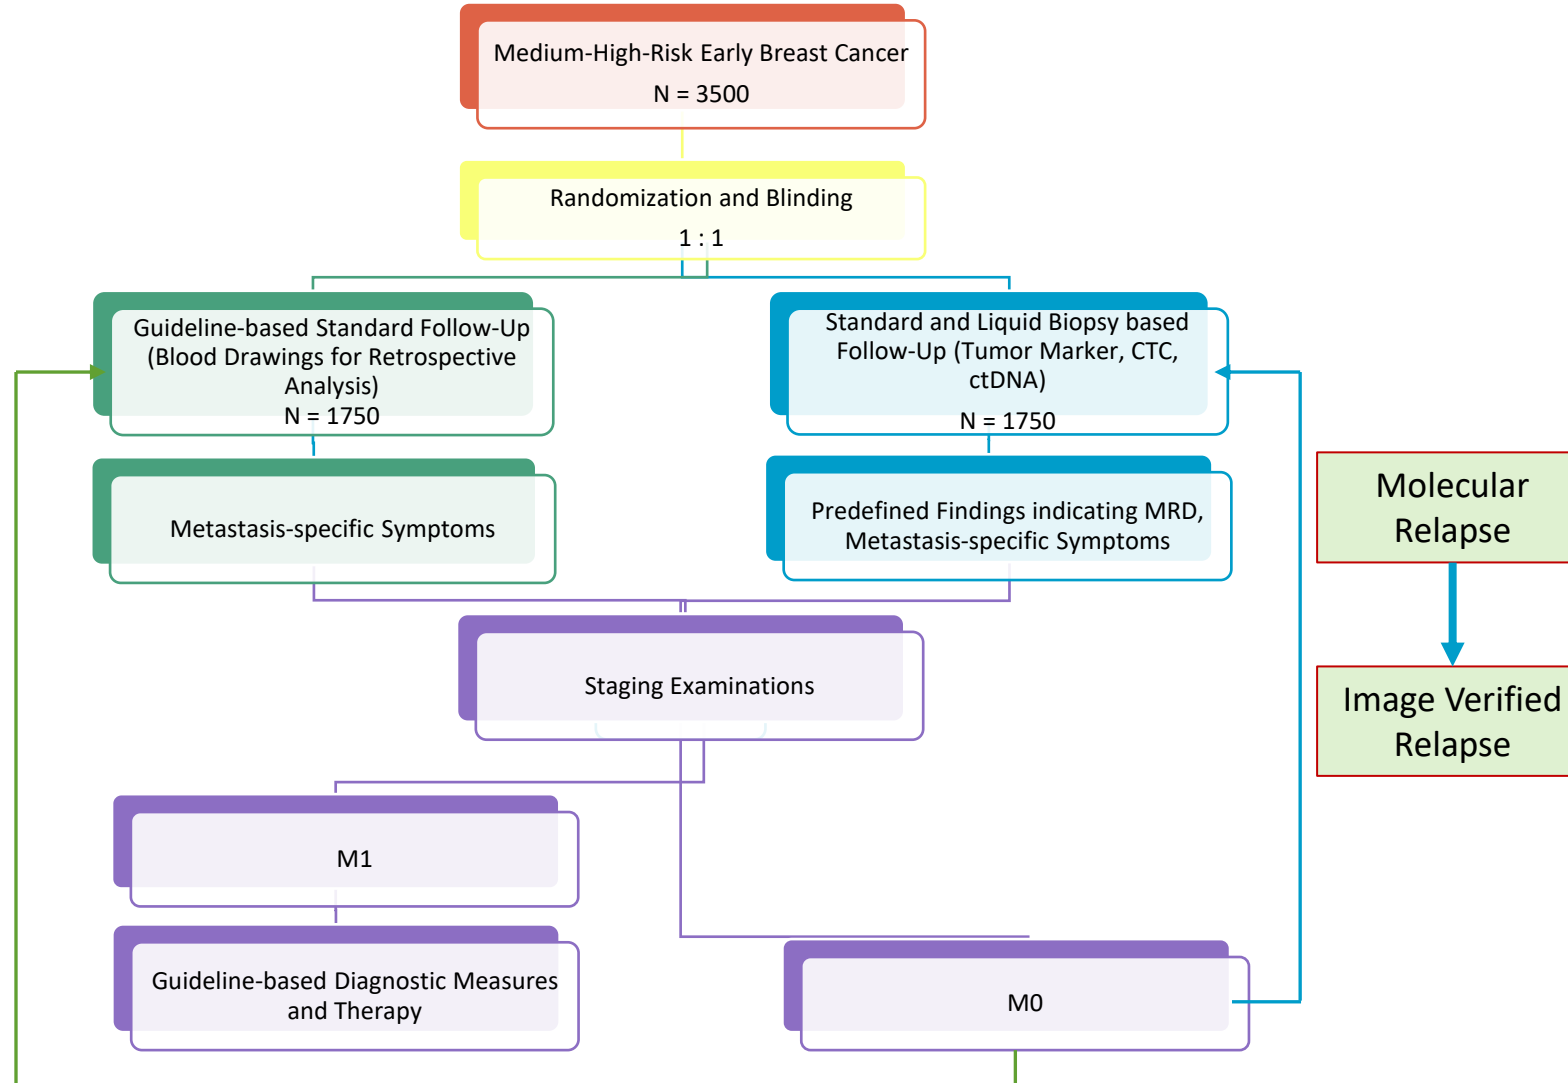 Medium-High-Risk Early Breast Cancer
N = 3500
Randomization and Blinding
1 : 1
Guideline-based Standard Follow-Up
(Blood Drawings for Retrospective
Analysis)
N = 1750
Standard and Liquid Biopsy based
Follow-Up (Tumor Marker, CTC,
ctDNA)
N = 1750
Metastasis-specific Symptoms
Predefined Findings indicating MRD,
Metastasis-specific Symptoms
Molecular
Relapse
Staging Examinations
Image Verified
Relapse
M1
Guideline-based Diagnostic Measures
and Therapy
M0